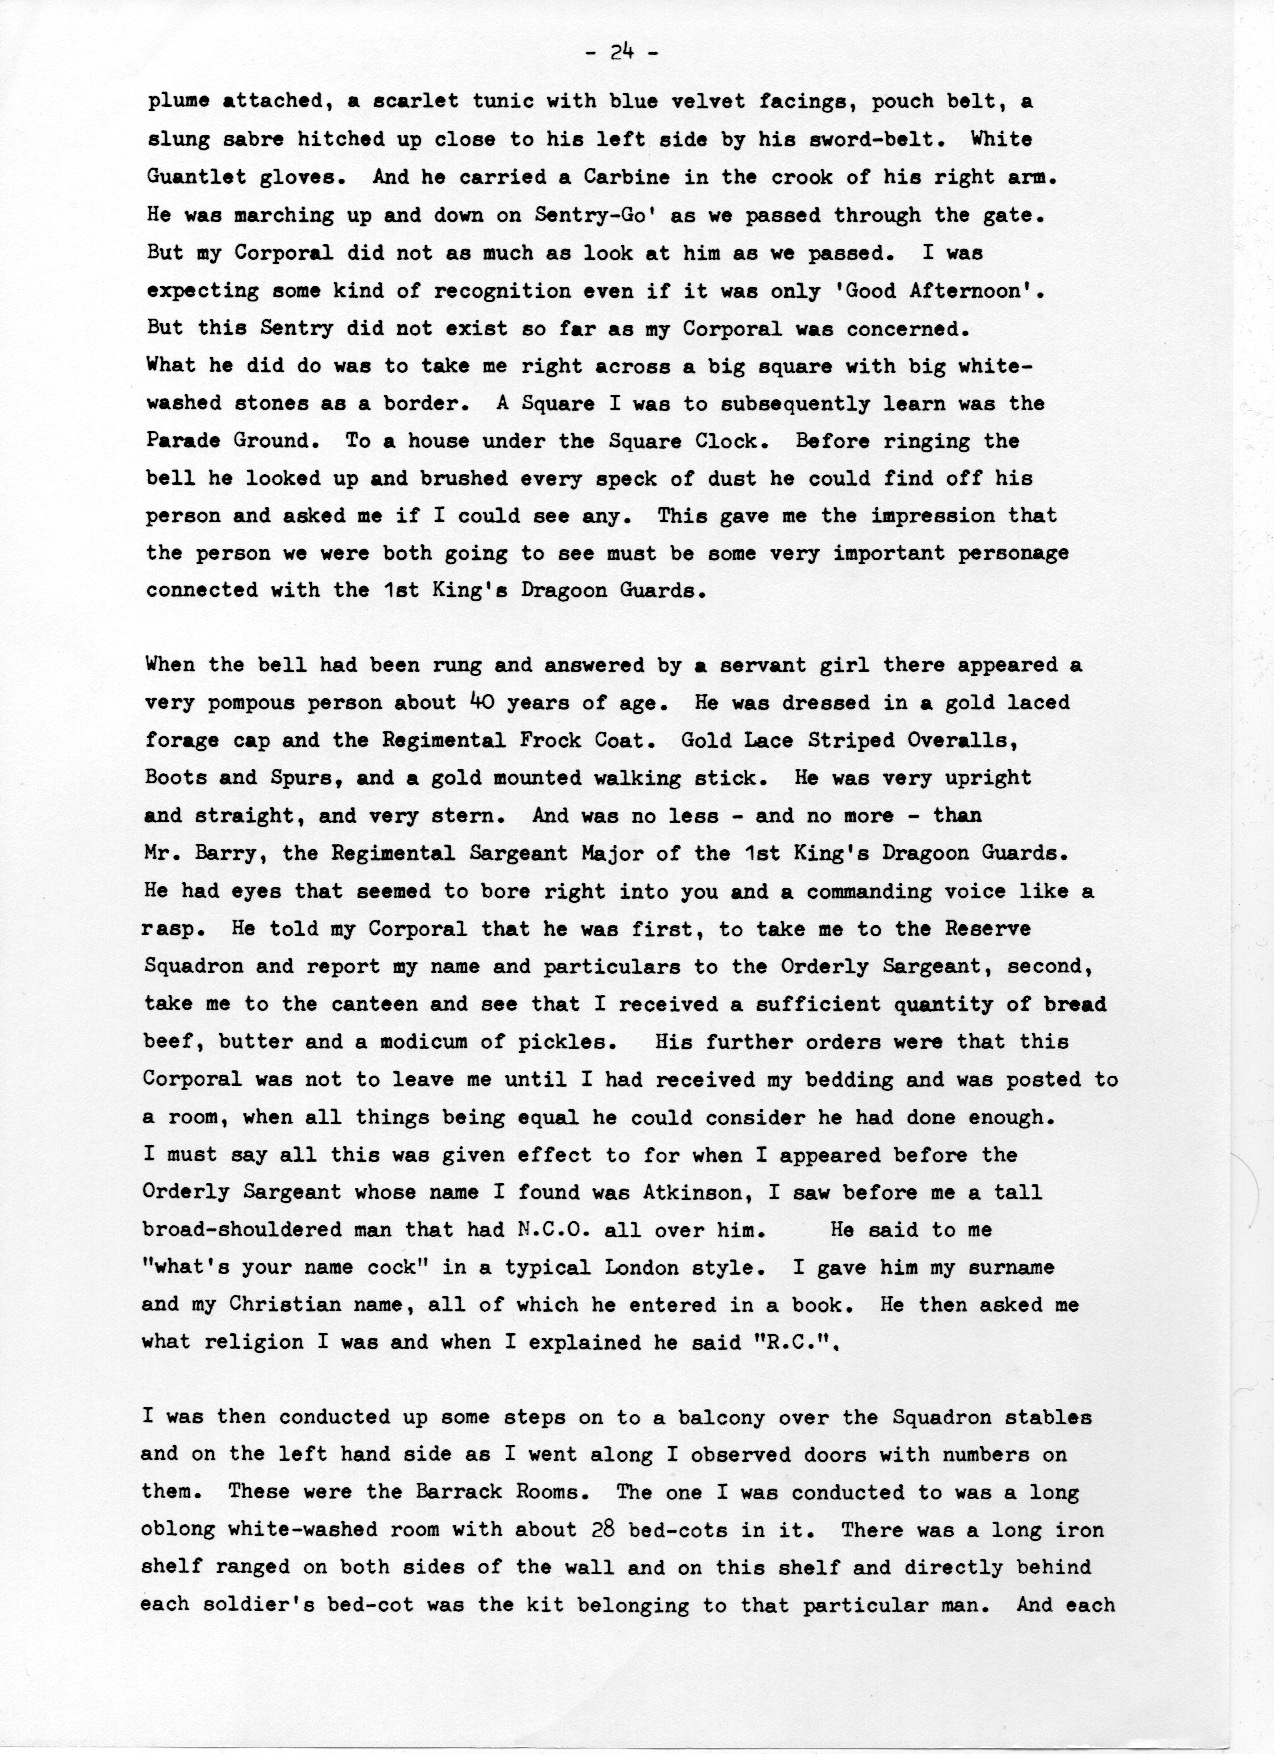 - 24 -
plume attached, a scarlet tunic with blue velvet facings, pouch belt, a
slung sabre hitched up close to his left side by his sword-belt. White
Guantlet gloves. And he carried a Carbine in the crook of his right arm.
He was marching up and down on Sentry-Go' as we passed through the gate.
But my Corporal did not as much as look at him as we passed. I was
expecting some kind of recognition even if it was only 'Good Afternoon'.
But this Sentry did not exist so far as my Corporal was concerned.
What he did do was to take me right across a big square with big white-
washed stones as a border. A Square I was to subsequently learn was the
Parade Ground. To a house under the Square Clock. Before ringing the
bell he looked up and brushed every speck of dust he could find off his
person and asked me if I could see any. This gave me the impression that
the person we were both going to see must be some very important personage
connected with the 1st King's Dragoon Guards.
When the bell had been rung and answered by a servant girl there appeared a
very pompous person about 40 years of age. He was dressed in a gold laced
forage cap and the Regimental Frock Coat. Gold Lace Striped Overalls,
Boots and Spurs, and a gold mounted walking stick. He was very upright
and straight, and very stern. And was no less - and no more - than
Mr. Barry, the Regimental Sargeant Major of the 1st King's Dragoon Guards.
He had eyes that seemed to bore right into you and a commanding voice like a
rasp. He told my Corporal that he was first, to take me to the Reserve
Squadron and report my name and particulars to the Orderly Sargeant, second,
take me to the canteen and see that I received a sufficient quantity of bread
beef, butter and a modicum of pickles. His further orders were that this
Corporal was not to leave me until I had received my bedding and was posted to
a room, when all things being equal he could consider he had done enough.
I must say all this was given effect to for when I appeared before the
Orderly Sargeant whose name I found was Atkinson, I saw before me a tall
broad-shouldered man that had N.C.O. all over him. He said to me
"what's your name cock" in a typical London style. I gave him my surname
and my Christian name, all of which he entered in a book. He then asked me
what religion I was and when I explained he said "R.C.".
I was then conducted up some steps on to a balcony over the Squadron stables
and on the left hand side as I went along I observed doors with numbers on
them. These were the Barrack Rooms. The one I was conducted to was a long
oblong white-washed room with about 28 bed-cots in it. There was a long iron
shelf ranged on both sides of the wall and on this shelf and directly behind
each soldier's bed-cot was the kit belonging to that particular man. And each